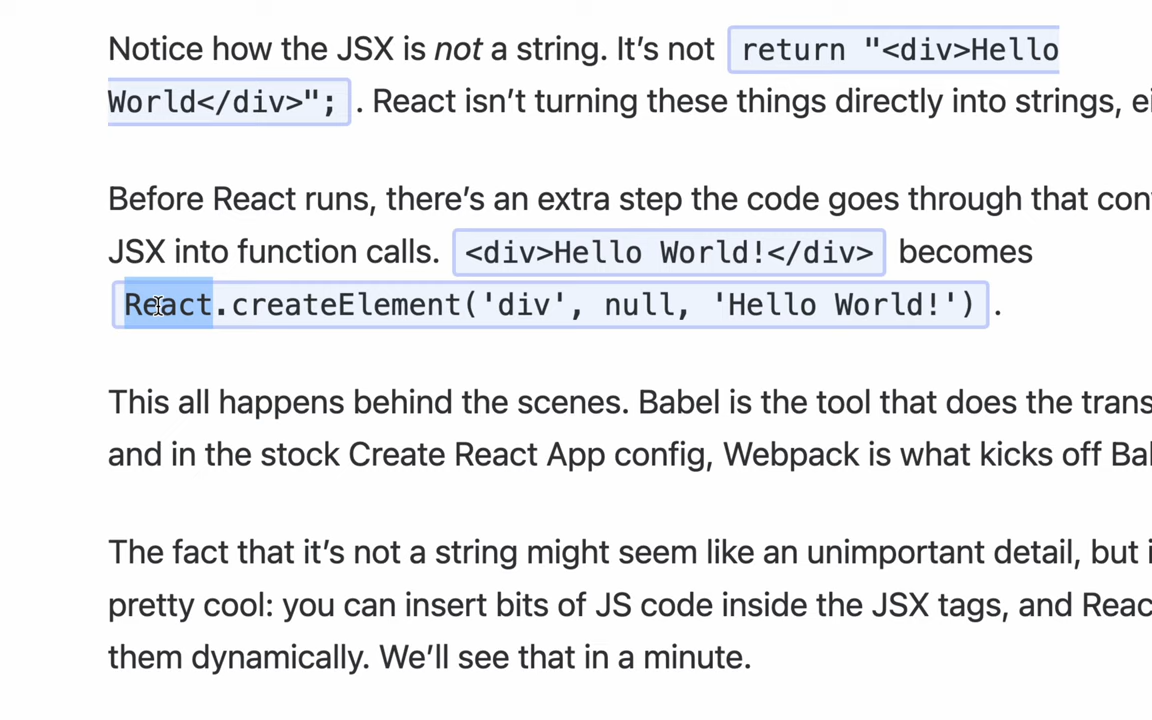 Notice how the JSX is not a string. It’s not return "<div>Hello
World</div>"; . React isn’t turning these things directly into strings,
Before React runs, there’s an extra step the code goes through that
JSX into function calls. <div>Hello World!</div> becomes
React.createElement('div', null, 'Hello World!') .
This all happens behind the scenes. Babel is the tool that does the
and in the stock Create React App config, Webpack is what kicks off
The fact that it’s not a string might seem like an unimportant detail, but
pretty cool: you can insert bits of JS code inside the JSX tags, and
them dynamically. We’ll see that in a minute.